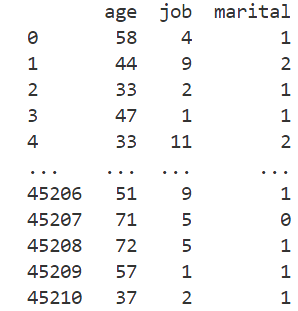 age job marital
0 58 4 1
1 44 9 2
2 33 2 1
3 47 1 1
4 33 11 2
... ... ... ...
45206 51 9 1
45207 71 5 0
45208 72 5 1
45209 57 1 1
45210 37 2 1